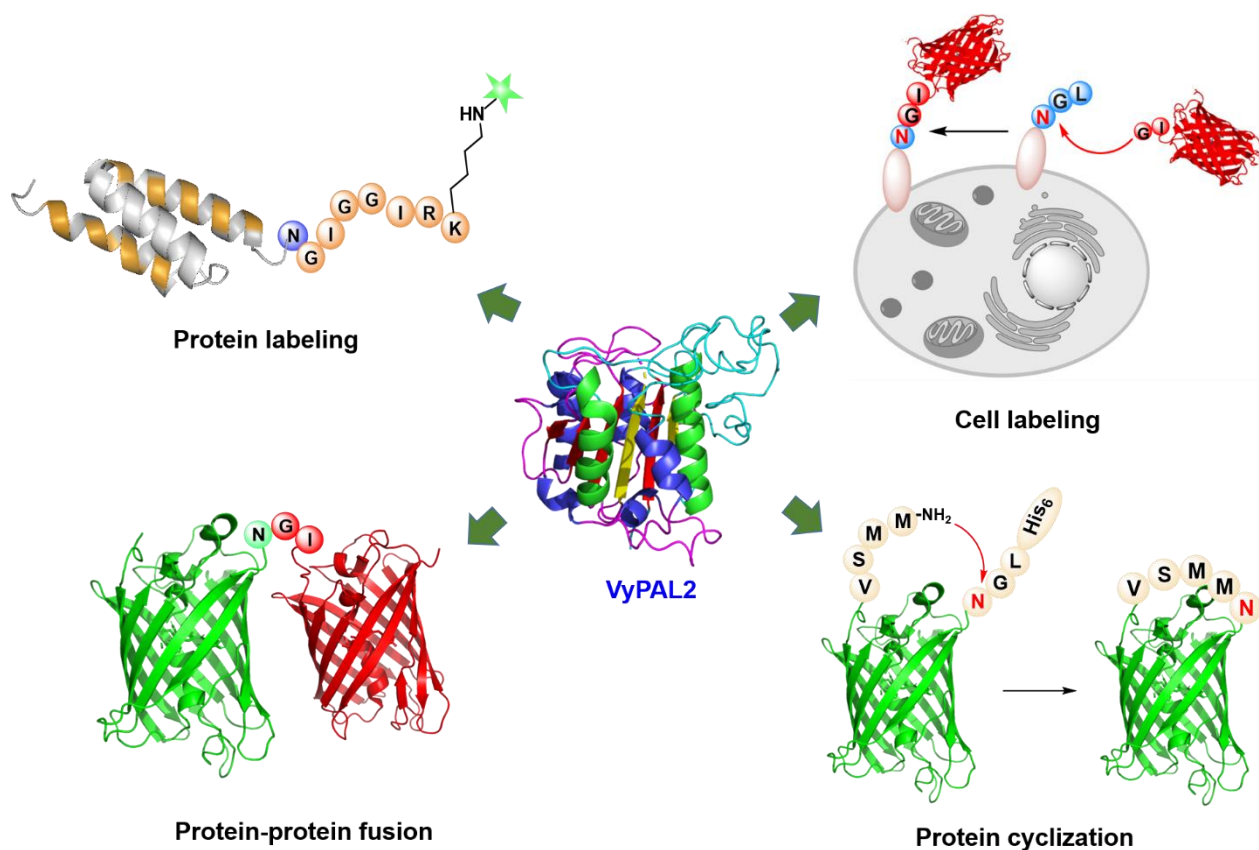 HN
N
G
I
G
G
I
R
K
Protein labeling
I
G
N
N
G
L
G
I
Cell labeling
VyPAL2
N
G
I
Protein-protein fusion
V
S
M
M
-NH₂
N
G
L
His₆
V
S
M
M
N
Protein cyclization